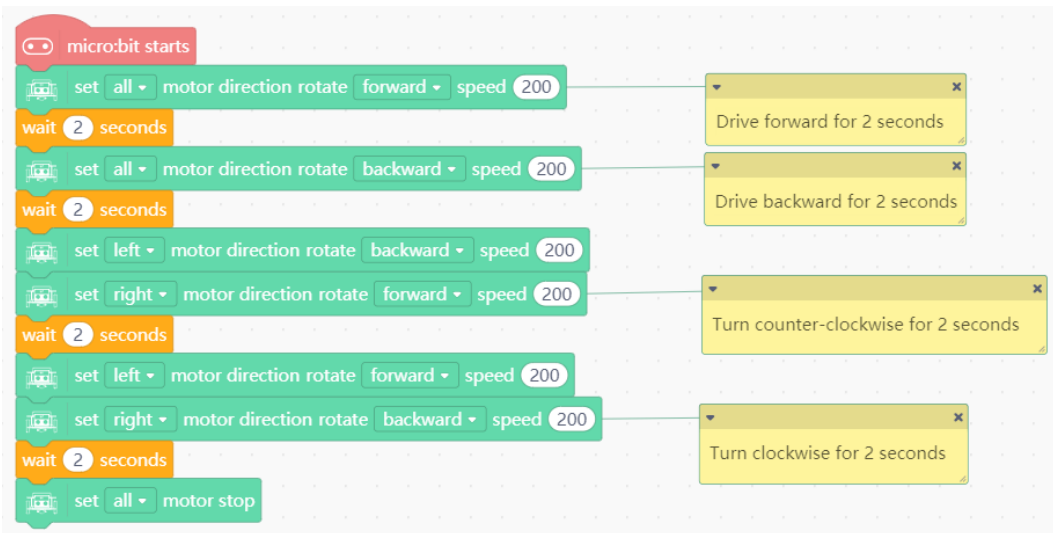 micro:bit starts
set all motor direction rotate forward speed 200
Drive forward for 2 seconds
wait 2 seconds
set all motor direction rotate backward speed 200
Drive backward for 2 seconds
wait 2 seconds
set left motor direction rotate backward speed 200
set right motor direction rotate forward speed 200
Turn counter-clockwise for 2 seconds
wait 2 seconds
set left motor direction rotate forward speed 200
set right motor direction rotate backward speed 200
Turn clockwise for 2 seconds
wait 2 seconds
set all motor stop